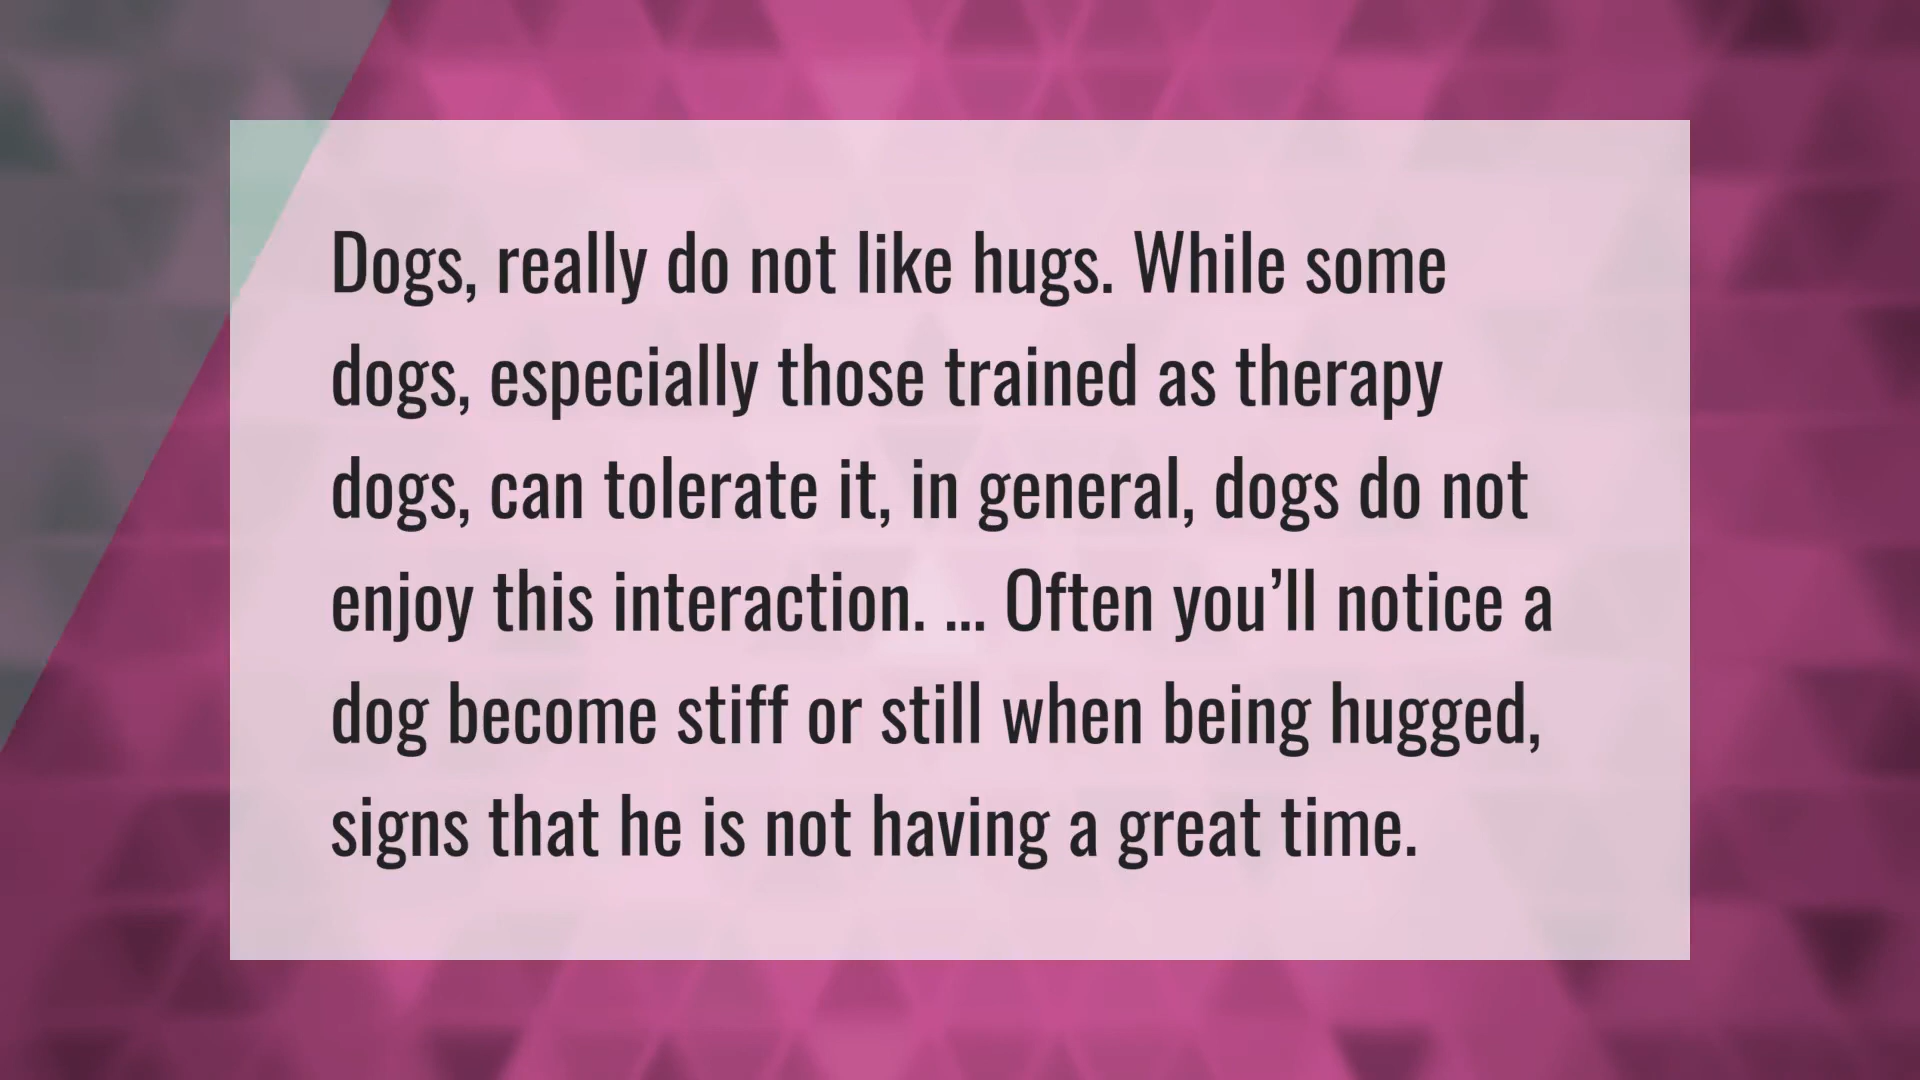 Dogs, really do not like hugs. While some
dogs, especially those trained as therapy
dogs, can tolerate it, in general, dogs do not
enjoy this interaction. ... Often you’ll notice a
dog become stiff or still when being hugged,
signs that he is not having a great time.